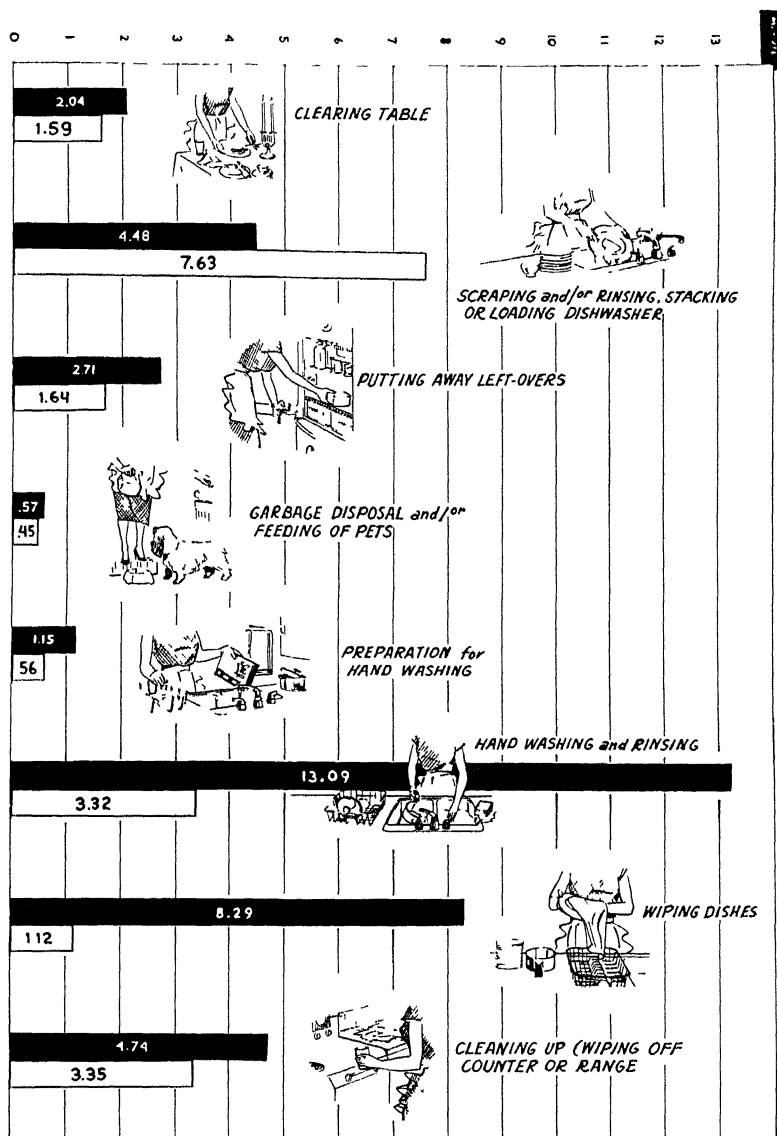 0 1 2 3 4 5 6 7 8 9 10 11 12 13
2.04
1.59
CLEARING TABLE
4.48
7.63
SCRAPING and/or RINSING, STACKING
OR LOADING DISHWASHER
2.71
1.64
PUTTING AWAY LEFT-OVERS
.57
.45
GARBAGE DISPOSAL and/or
FEEDING OF PETS
1.15
56
PREPARATION for
HAND WASHING
HAND WASHING and RINSING
13.09
3.32
8.29
1 12
WIPING DISHES
4.74
3.35
CLEANING UP (WIPING OFF
COUNTER OR RANGE